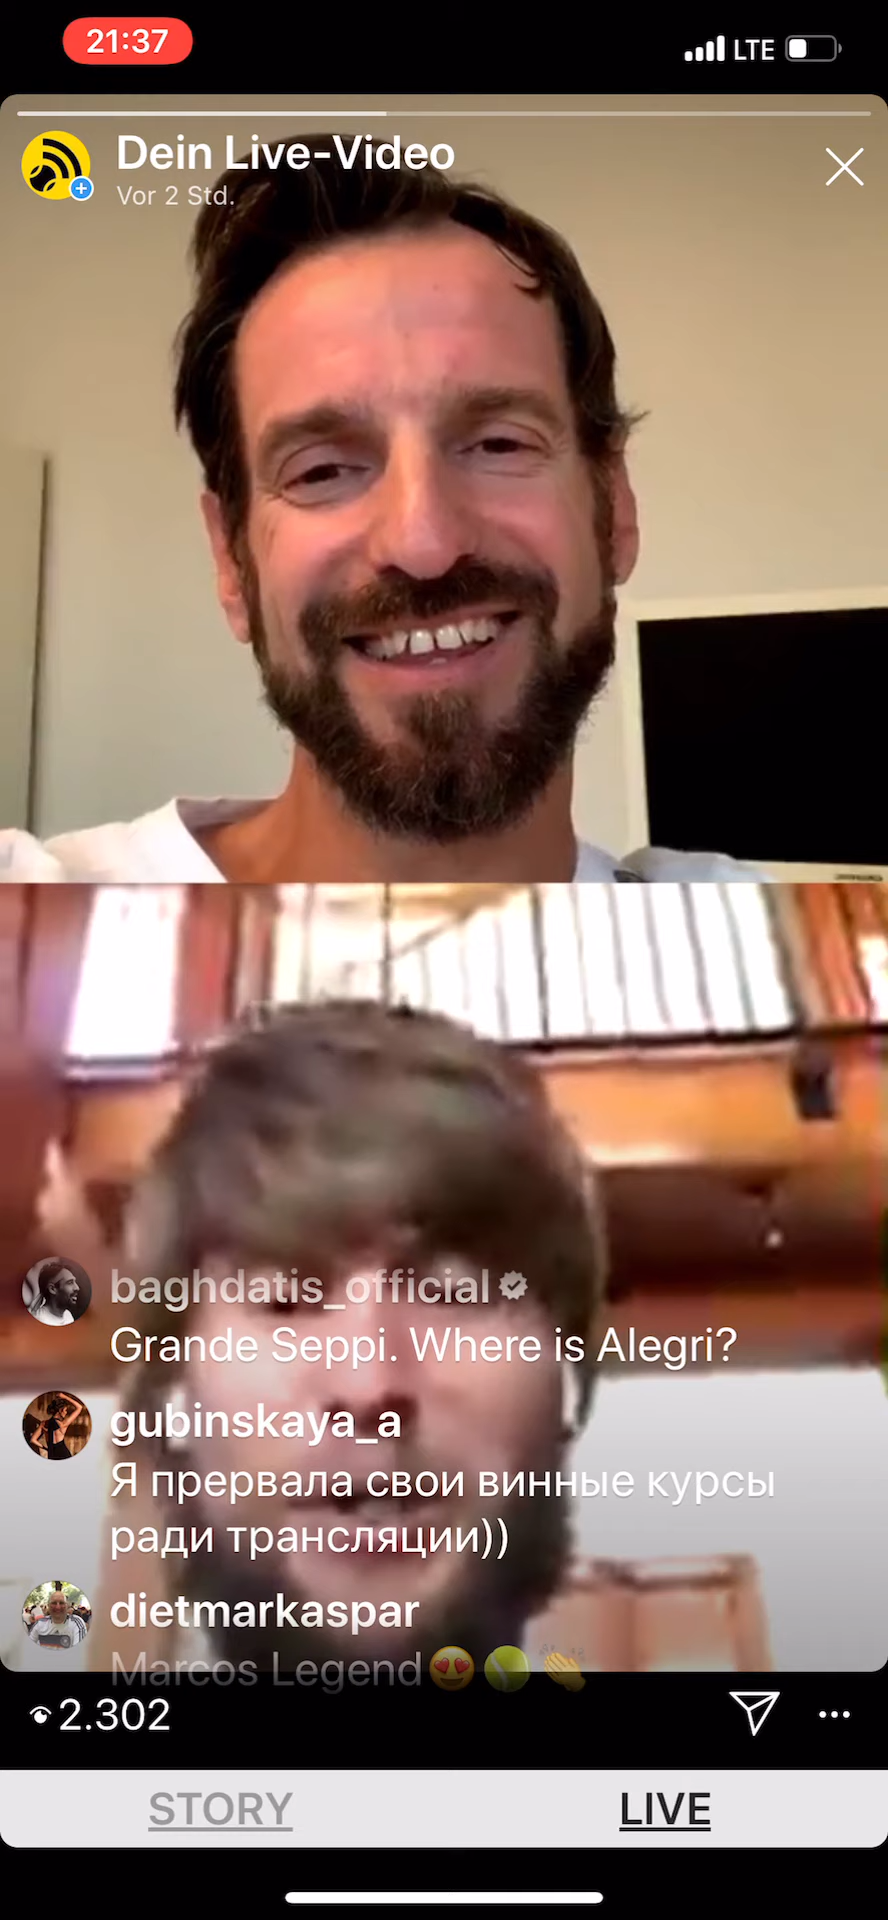 21:37
LTE
Dein Live-Video
Vor 2 Std.
baghdatis_official
Grande Seppi. Where is Alegri?
gubinskaya_a
Я прервала свои винные курсы
ради трансляции))
dietmarkaspar
Marcos Legend😍🎾👏
2.302
STORY
LIVE